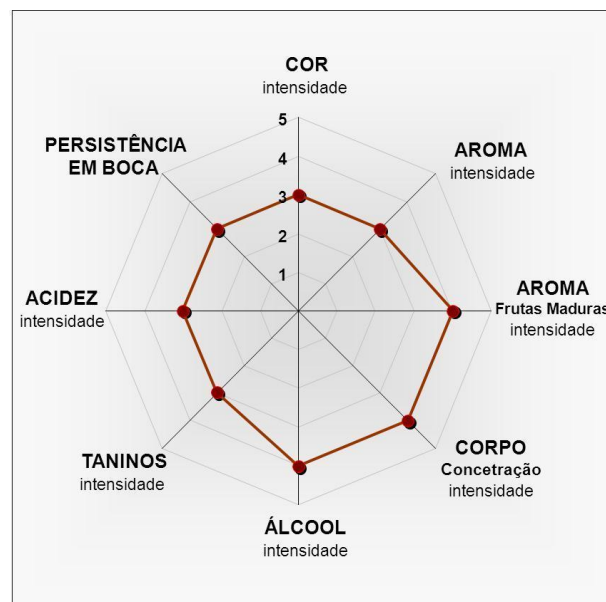 COR
intensidade
5
4
3
2
1
AROMA
intensidade
AROMA
Frutas Maduras
intensidade
CORPO
Concetração
intensidade
ÁLCOOL
intensidade
TANINOS
intensidade
ACIDEZ
intensidade
PERSISTÊNCIA
EM BOCA